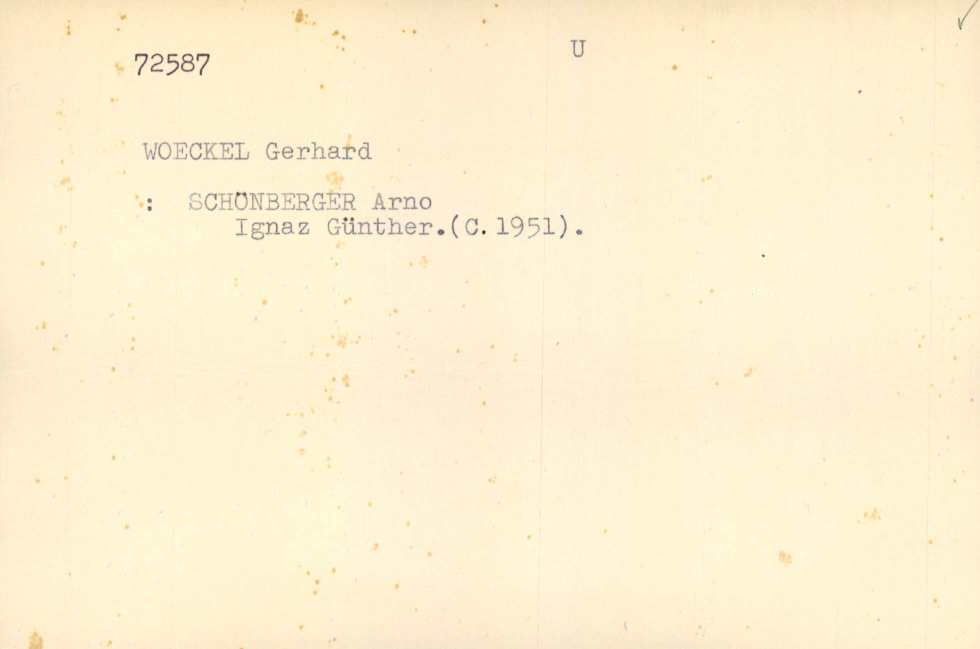 72587
U
WOECKEL Gerhard
: SCHÖNBERGER Arno
Ignaz Günther.(C.1951).